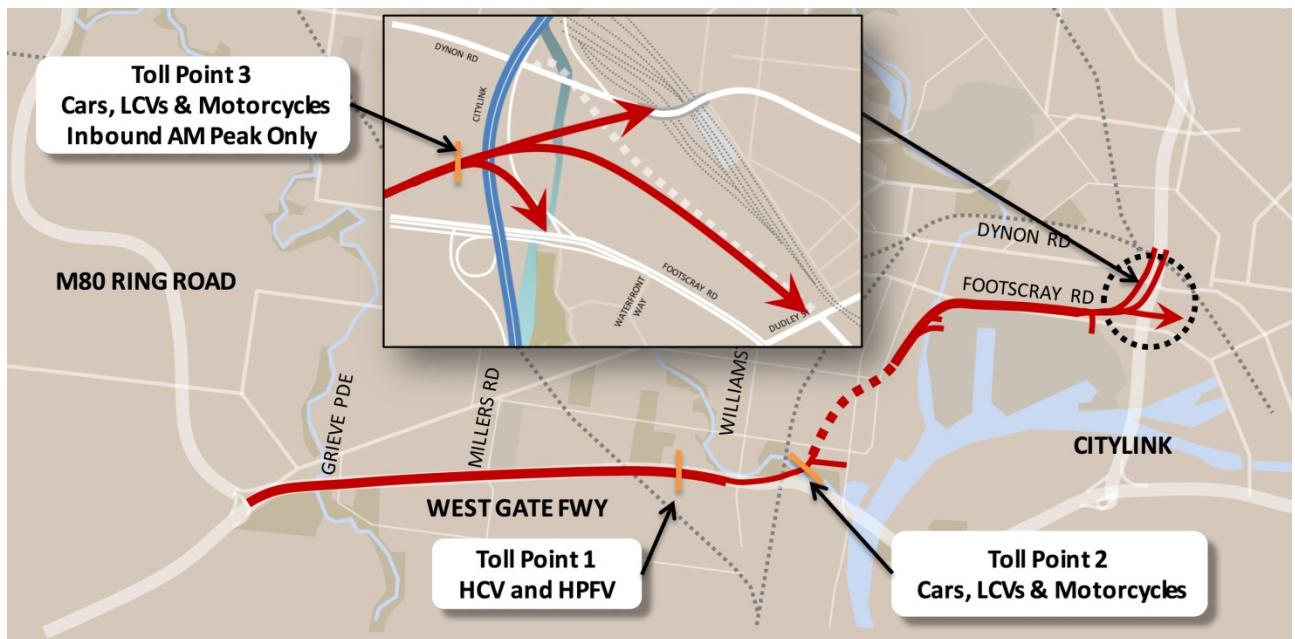 Toll Point 3
Cars, LCVs & Motorcycles
Inbound AM Peak Only
DYNON RD
CITYLINK
FOOTSCRAY RD
WATERFRONT
WAY
DUDLEY S
M80 RING ROAD
GRIEVE PDE
MILLERS RD
WILLIAMS
DYNON RD
FOOTSCRAY RD
CITYLINK
WEST GATE FWY
Toll Point 1
HCV and HPFV
Toll Point 2
Cars, LCVs & Motorcycles